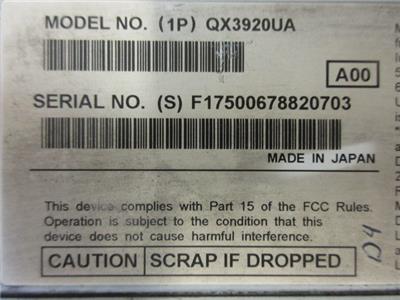 MODEL NO. (1P) QX3920UA
A00
SERIAL NO. (S) F17500678820703
MADE IN JAPAN
This device complies with Part 15 of the FCC Rules.
Operation is subject to the condition that this
device does not cause harmful interference.
CAUTION SCRAP IF DROPPED
D4